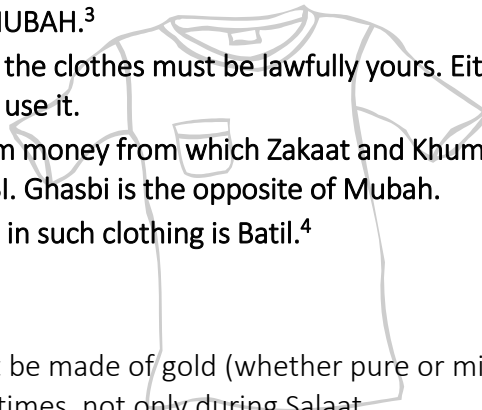 MUBAH.³
the clothes must be lawfully yours. Eit
use it.
m money from which Zakaat and Khum
I. Ghasbi is the opposite of Mubah.
in such clothing is Batil.⁴
be made of gold (whether pure or mi
times, not only during Salaat